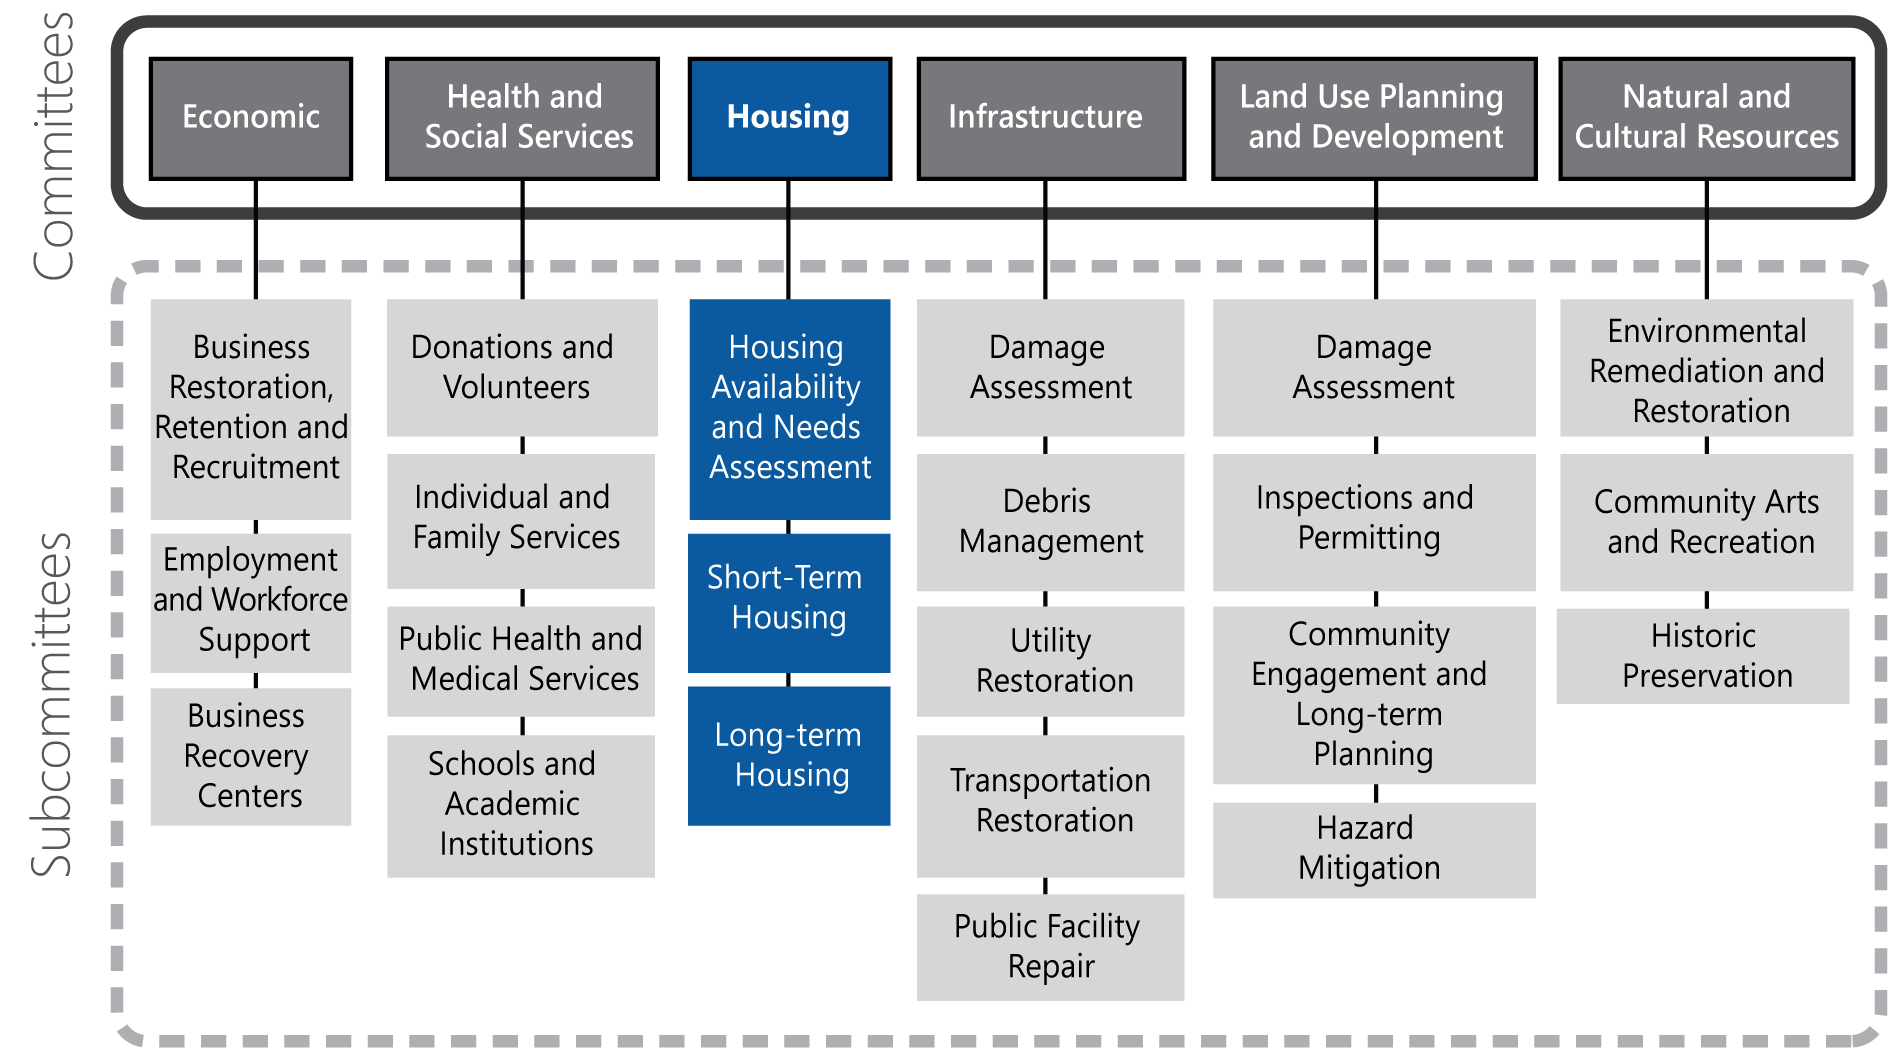 Committees
Economic
Health and
Social Services
Housing
Infrastructure
Land Use Planning
and Development
Natural and
Cultural Resources
Subcommittees
Business
Restoration,
Retention and
Recruitment
Employment
and Workforce
Support
Business
Recovery
Centers
Donations and
Volunteers
Individual and
Family Services
Public Health and
Medical Services
Schools and
Academic
Institutions
Housing
Availability
and Needs
Assessment
Short-Term
Housing
Long-term
Housing
Damage
Assessment
Debris
Management
Utility
Restoration
Transportation
Restoration
Public Facility
Repair
Damage
Assessment
Inspections and
Permitting
Community
Engagement and
Long-term
Planning
Hazard
Mitigation
Environmental
Remediation and
Restoration
Community Arts
and Recreation
Historic
Preservation